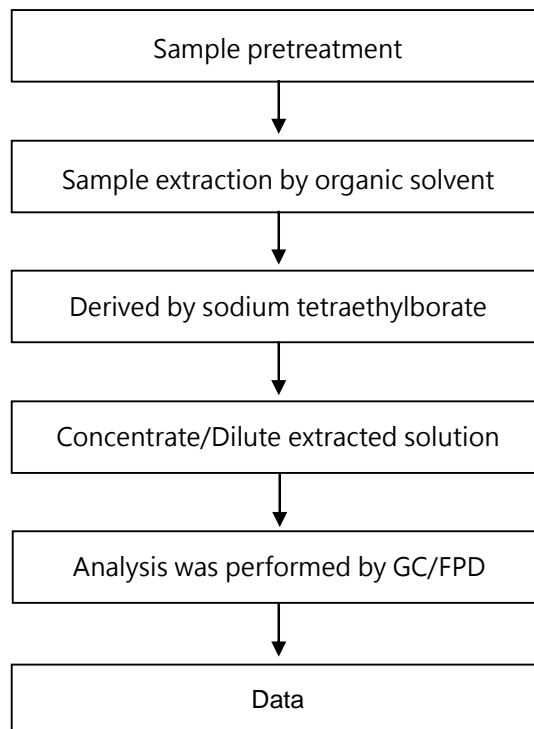 Sample pretreatment
Sample extraction by organic solvent
Derived by sodium tetraethylborate
Concentrate/Dilute extracted solution
Analysis was performed by GC/FPD
Data